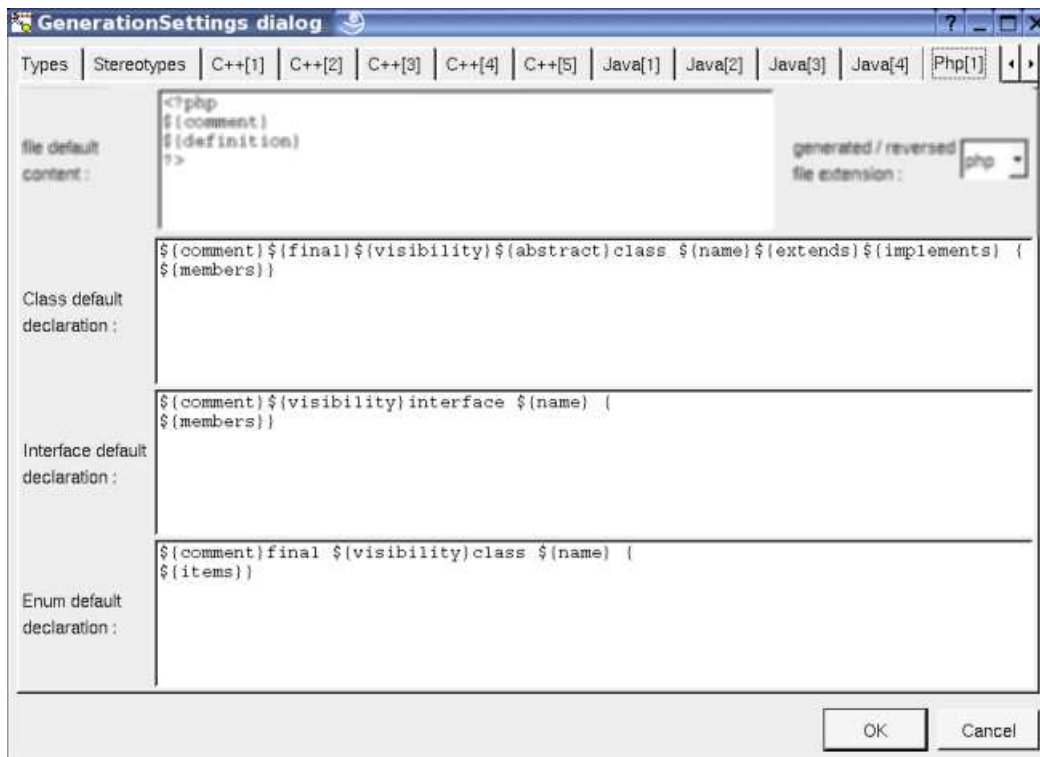 GenerationSettings dialog
Types Stereotypes C++[1] C++[2] C++[3] C++[4] C++[5] Java[1] Java[2] Java[3] Java[4] Php[1]
file default
content :
<?php
${comment}
${definition}
?>
generated / reversed
file extension :
php
Class default
declaration :
${comment}${final}${visibility}${abstract}class ${name}${extends}${implements} {
${members}}
Interface default
declaration :
${comment}${visibility}interface ${name} {
${members}}
Enum default
declaration :
${comment}final ${visibility}class ${name} {
${items}}
OK Cancel